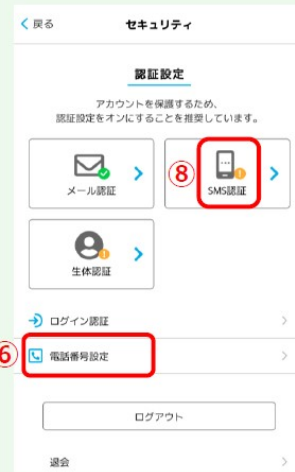 戻る
セキュリティ
認証設定
アカウントを保護するため、
認証設定をオンにすることを推奨しています。
メール認証
⑧
SMS認証
生体認証
ログイン認証
⑥
電話番号設定
ログアウト
退会